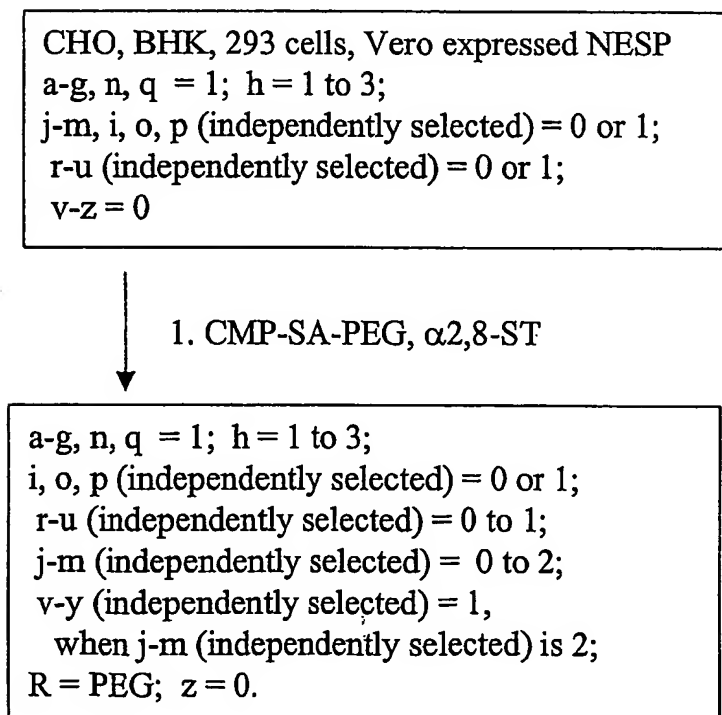 CHO, BHK, 293 cells, Vero expressed NESP
a-g, n, q = 1; h = 1 to 3;
j-m, i, o, p (independently selected) = 0 or 1;
r-u (independently selected) = 0 or 1;
v-z = 0
1. CMP-SA-PEG, α2,8-ST
a-g, n, q = 1; h = 1 to 3;
i, o, p (independently selected) = 0 or 1;
r-u (independently selected) = 0 to 1;
j-m (independently selected) = 0 to 2;
v-y (independently selected) = 1,
when j-m (independently selected) is 2;
R = PEG; z = 0.